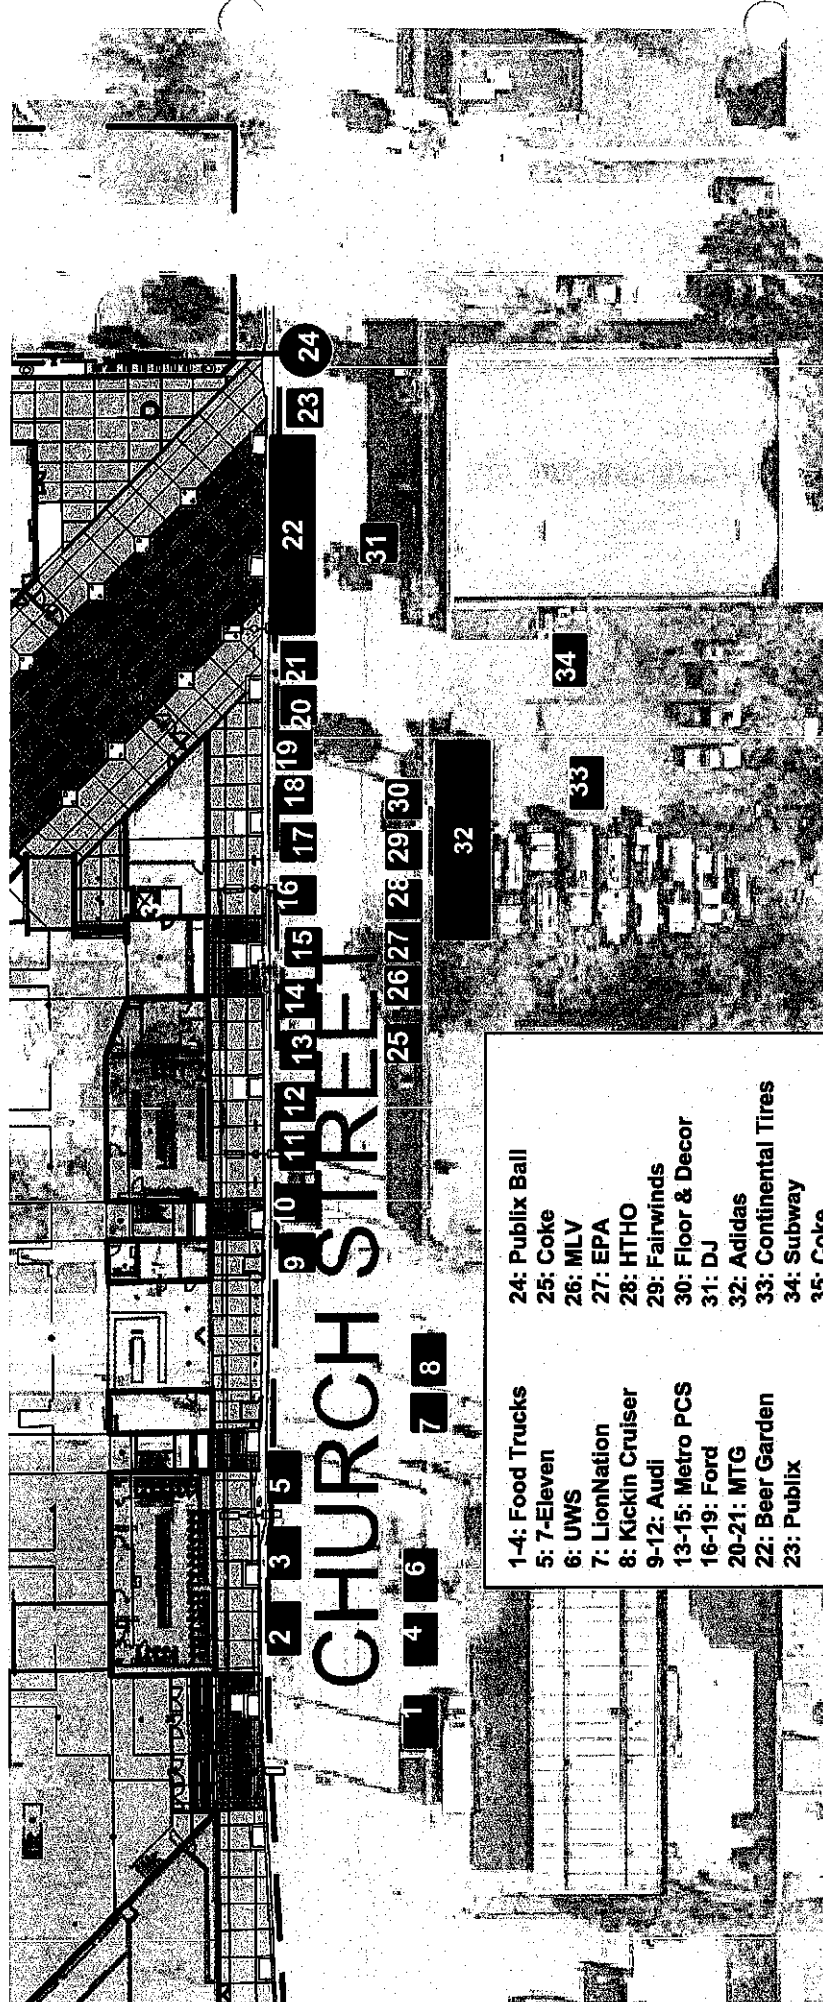 24
23
22
31
21
34
20
19
18
33
30
17
29
32
16
28
15
27
14
26
13
25
12
11
10
9
CHURCH STREET
8
7
5
3
6
2
4
1
1-4: Food Trucks
5: 7-Eleven
6: UWS
7: LionNation
8: Kickin Cruiser
9-12: Audi
13-15: Metro PCS
16-19: Ford
20-21: MTG
22: Beer Garden
23: Publix
24: Publix Ball
25: Coke
26: MLV
27: EPA
28: HTHO
29: Fairwinds
30: Floor & Decor
31: DJ
32: Adidas
33: Continental Tires
34: Subway
35: Coke